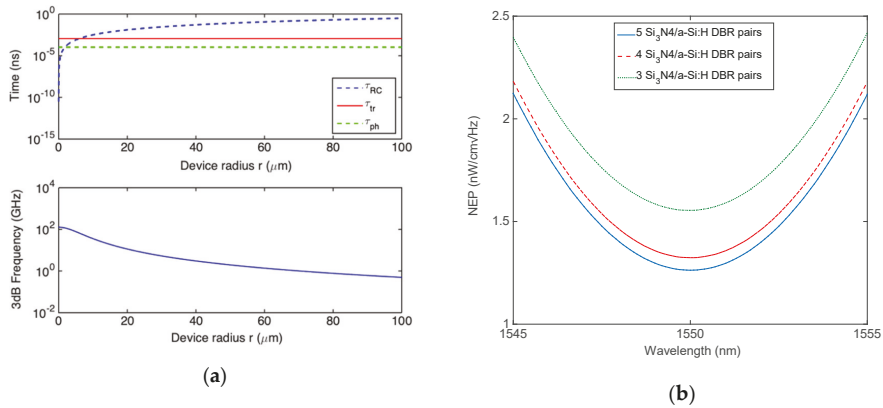 10^0
10^-5
10^-10
10^-15
Time (ns)
τ_RC
τ_tr
τ_ph
0 20 40 60 80 100
Device radius r (μm)
10^4
10^2
10^0
10^-2
3dB Frequency (GHz)
0 20 40 60 80 100
Device radius r (μm)
(a)
2.5
2
1.5
1
NEP (nW/cm√Hz)
5 Si3N4/a-Si:H DBR pairs
4 Si3N4/a-Si:H DBR pairs
3 Si3N4/a-Si:H DBR pairs
1545 1550 1555
Wavelength (nm)
(b)